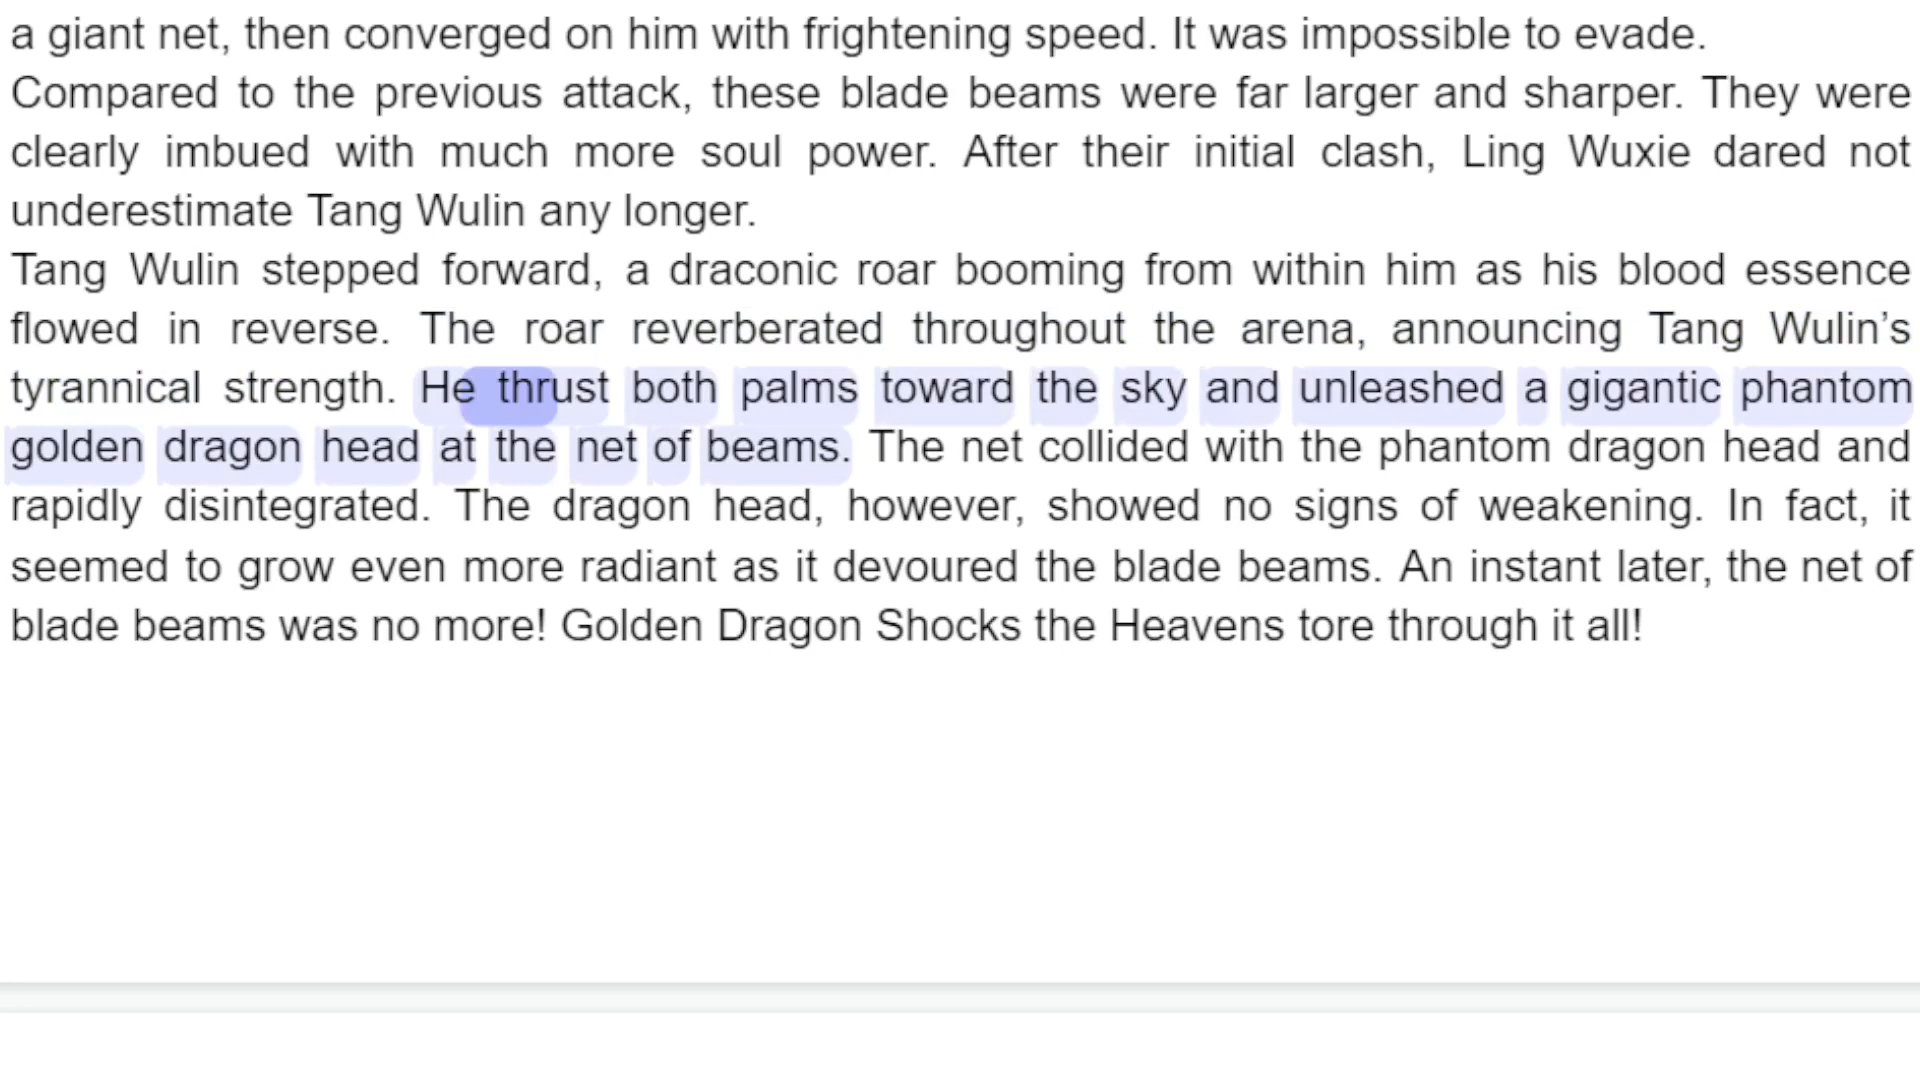 a giant net, then converged on him with frightening speed. It was impossible to evade.
Compared to the previous attack, these blade beams were far larger and sharper. They were
clearly imbued with much more soul power. After their initial clash, Ling Wuxie dared not
underestimate Tang Wulin any longer.
Tang Wulin stepped forward, a draconic roar booming from within him as his blood essence
flowed in reverse. The roar reverberated throughout the arena, announcing Tang Wulin’s
tyrannical strength. He thrust both palms toward the sky and unleashed a gigantic phantom
golden dragon head at the net of beams. The net collided with the phantom dragon head and
rapidly disintegrated. The dragon head, however, showed no signs of weakening. In fact, it
seemed to grow even more radiant as it devoured the blade beams. An instant later, the net of
blade beams was no more! Golden Dragon Shocks the Heavens tore through it all!